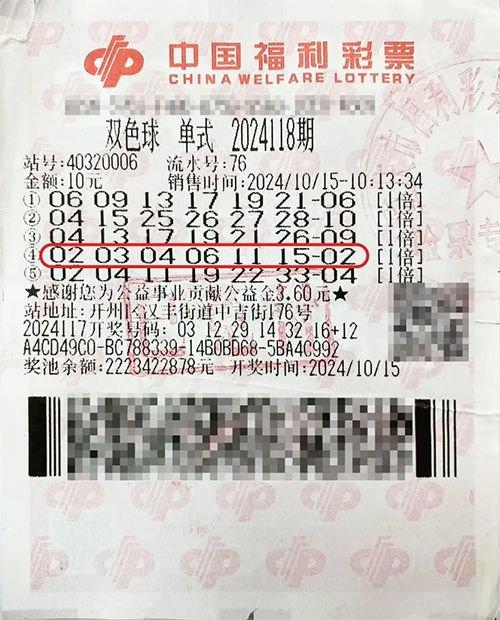 中国福利彩票
CHINA WELFARE LOTTERY
双色球 单式 2024118期
站号:40320006 流水号:76
金额:10元 销售时间:2024/10/15-10:13:34
① 06 09 13 17 19 21-06 [1倍]
② 04 15 25 26 27 28-10 [1倍]
③ 04 13 17 19 21 26-09 [1倍]
④ 02 03 04 06 11 15-02 [1倍]
⑤ 02 04 11 19 22 33-04 [1倍]
★感谢您为公益事业贡献公益金3.60元★
站地址:开州区汉丰街道中吉街176号
2024117开奖号码: 03 12 29 14 32 16+12
A4CD49C0-BC788339-14B0BD68-5BA4C992
奖池余额:2223422878元 开奖时间:2024/10/15